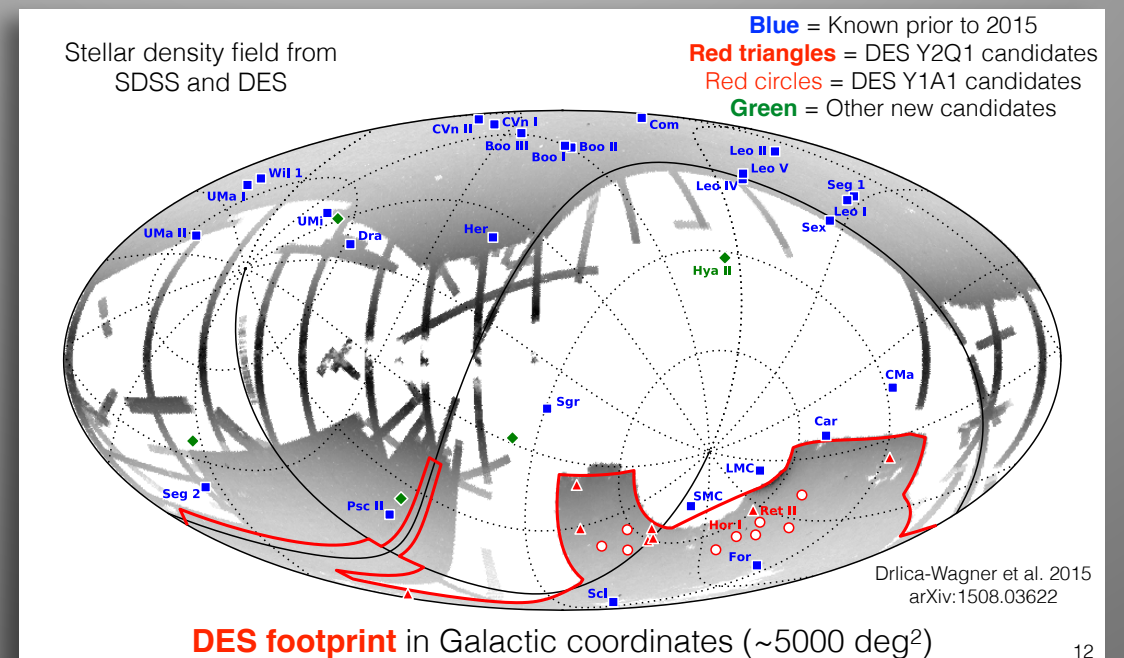 Stellar density field from
SDSS and DES
Blue = Known prior to 2015
Red triangles = DES Y2Q1 candidates
Red circles = DES Y1A1 candidates
Green = Other new candidates
CVn II
CVn I
Com
Boo III
Boo I
Boo II
Leo II
Leo V
Leo IV
Wil 1
UMa I
Seg 1
Leo I
Sex
UMi
UMa II
Dra
Her
Hya II
CMa
Sgr
Car
LMC
Seg 2
SMC
Psc II
Ret II
Hor I
For
Scl
Drlica-Wagner et al. 2015
arXiv:1508.03622
DES footprint in Galactic coordinates (~5000 deg²)
12